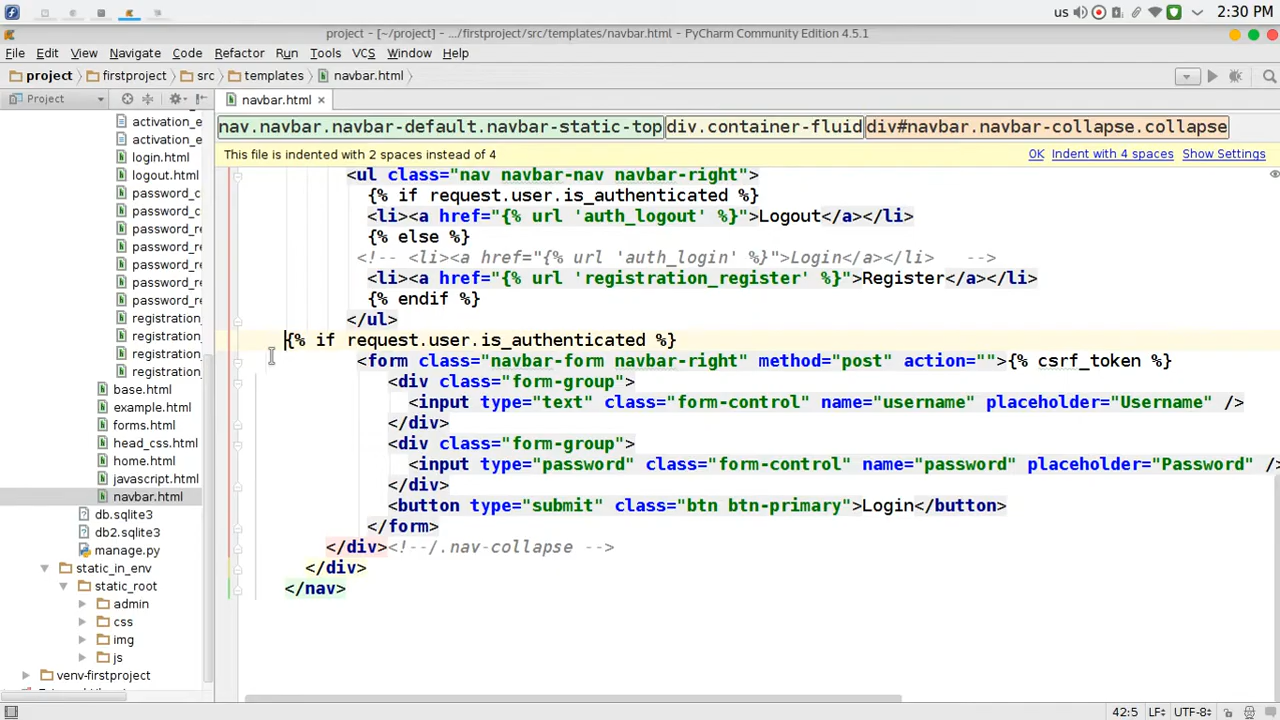 us 2:30 PM
project - [~/project] - .../firstproject/src/templates/navbar.html - PyCharm Community Edition 4.5.1
File Edit View Navigate Code Refactor Run Tools VCS Window Help
project firstproject src templates navbar.html
Project navbar.html
nav.navbar.navbar-default.navbar-static-top div.container-fluid div#navbar.navbar-collapse.collapse
This file is indented with 2 spaces instead of 4 OK Indent with 4 spaces Show Settings
activation_e
activation_e
login.html
logout.html
password_c
password_c
password_re
password_re
password_re
password_re
password_re
registration_
registration_
registration_
registration_
base.html
example.html
forms.html
head_css.html
home.html
javascript.html
navbar.html
db.sqlite3
db2.sqlite3
manage.py
static_in_env
static_root
admin
css
img
js
venv-firstproject
<ul class="nav navbar-nav navbar-right">
{% if request.user.is_authenticated %}
<li><a href="{% url 'auth_logout' %}">Logout</a></li>
{% else %}
<!-- <li><a href="{% url 'auth_login' %}">Login</a></li> -->
<li><a href="{% url 'registration_register' %}">Register</a></li>
{% endif %}
</ul>
{% if request.user.is_authenticated %}
<form class="navbar-form navbar-right" method="post" action="">{% csrf_token %}
<div class="form-group">
<input type="text" class="form-control" name="username" placeholder="Username" />
</div>
<div class="form-group">
<input type="password" class="form-control" name="password" placeholder="Password" />
</div>
<button type="submit" class="btn btn-primary">Login</button>
</form>
</div><!--/.nav-collapse -->
</div>
</nav>
42:5 LF UTF-8